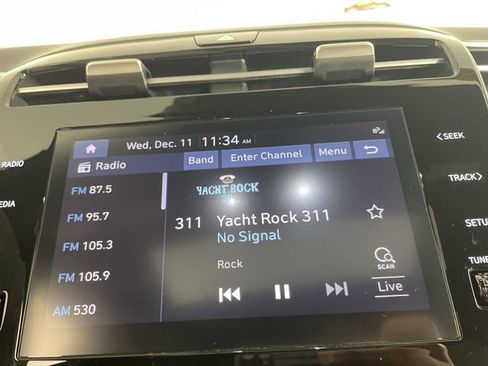 Wed, Dec. 11 11:34 AM
Radio Band Enter Channel Menu
FM 87.5
FM 95.7
FM 105.3
FM 105.9
AM 530
YACHT ROCK
311
311 Yacht Rock 311
No Signal
Rock
SCAN
Live
RADIO
MEDIA
< SEEK
TRACK >
SETU
TUNE